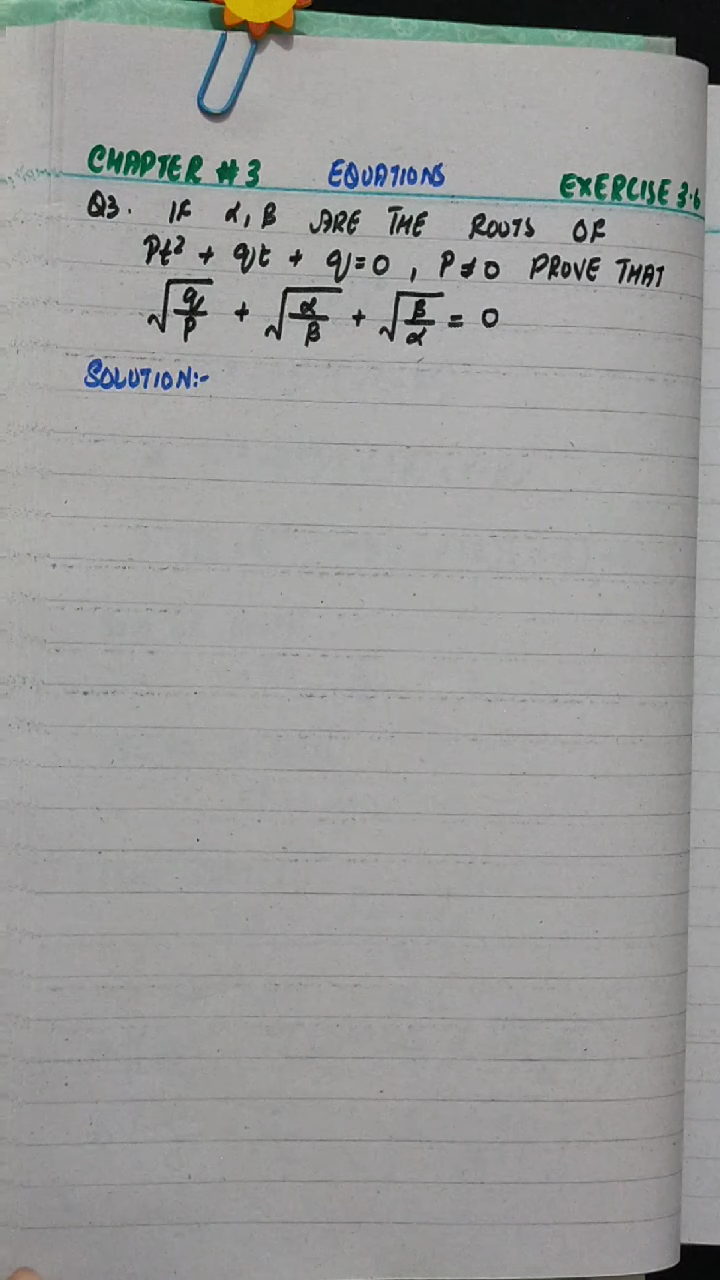 CHAPTER # 3 EQUATIONS EXERCISE 3.6
Q3. IF α, β ARE THE ROOTS OF
Pt² + qt + q = 0 , P ≠ 0 PROVE THAT
√(q/P) + √(α/β) + √(β/α) = 0
SOLUTION:-